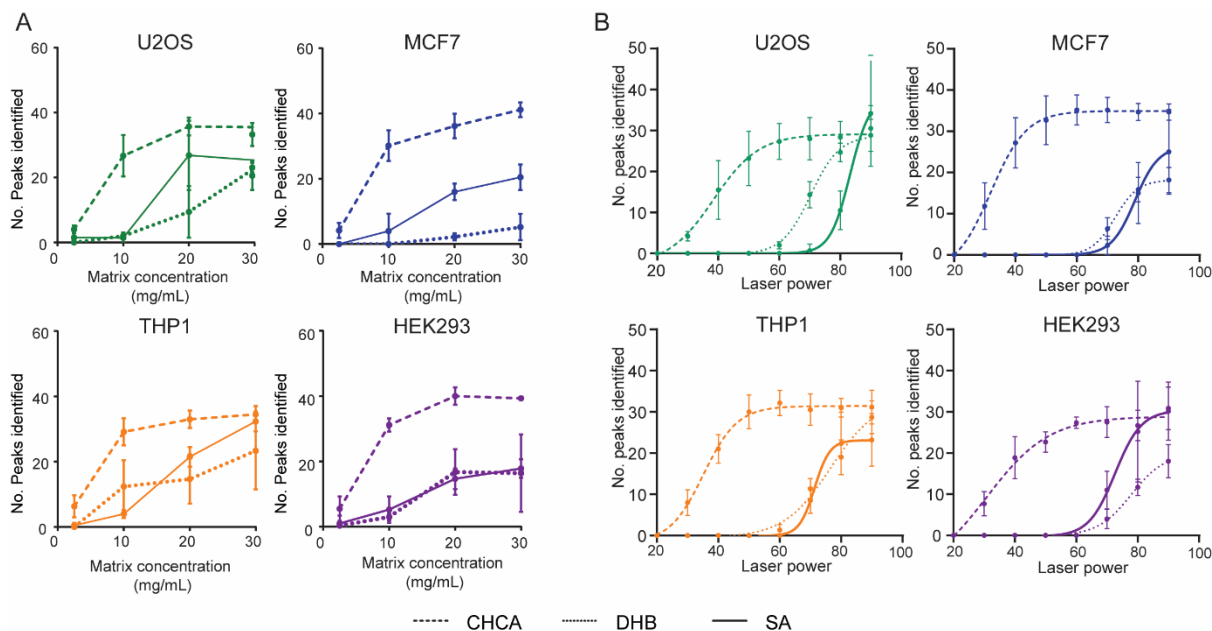 A
B
U2OS
MCF7
U2OS
MCF7
60
40
20
0
No. Peaks identified
0 10 20 30
Matrix concentration
(mg/mL)
60
40
20
0
No. Peaks identified
0 10 20 30
Matrix concentration
(mg/mL)
50
40
30
20
10
0
No. peaks identified
20 40 60 80 100
Laser power
50
40
30
20
10
0
No. peaks identified
20 40 60 80 100
Laser power
THP1
HEK293
THP1
HEK293
60
40
20
0
No. Peaks identified
0 10 20 30
Matrix concentration
(mg/mL)
60
40
20
0
No. Peaks identified
0 10 20 30
Matrix concentration
(mg/mL)
50
40
30
20
10
0
No. peaks identified
20 40 60 80 100
Laser power
50
40
30
20
10
0
No. peaks identified
20 40 60 80 100
Laser power
CHCA DHB SA